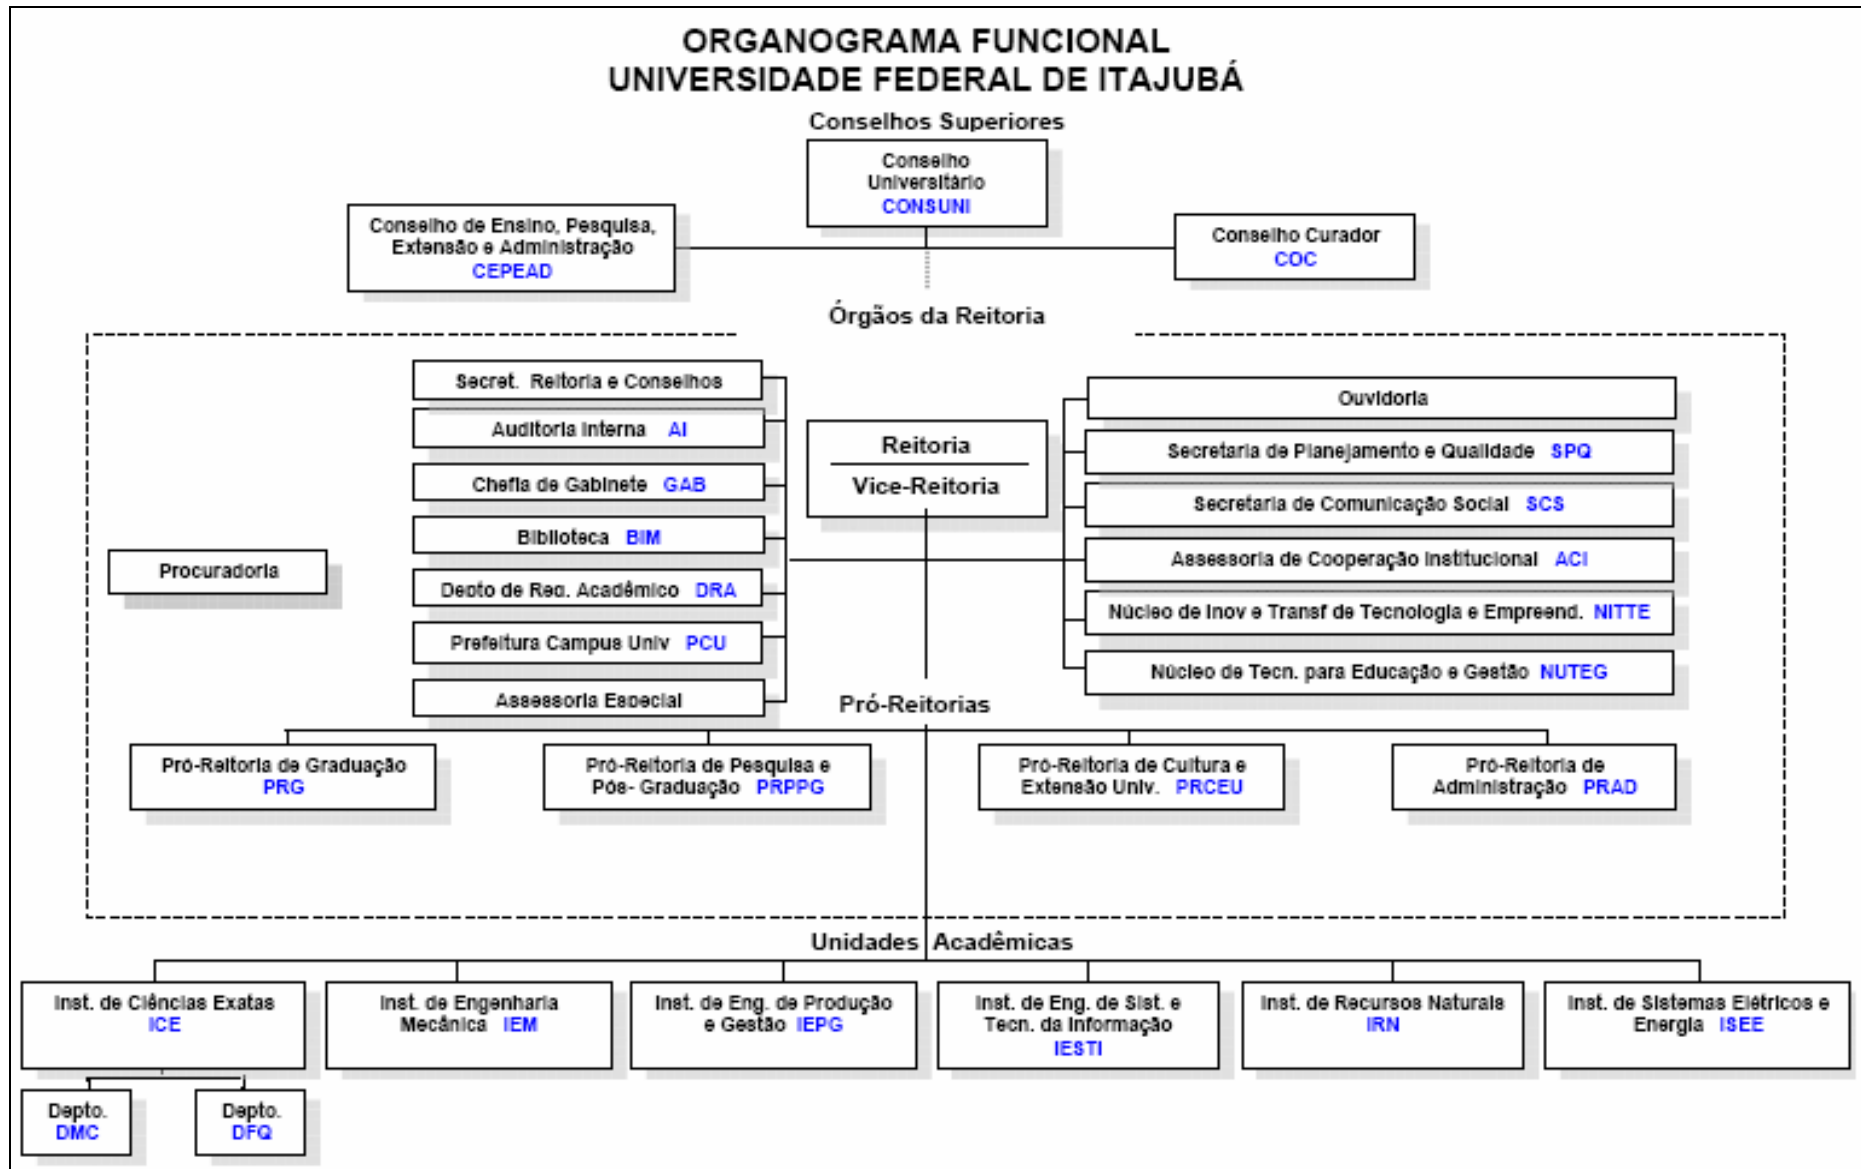 ORGANOGRAMA FUNCIONAL
UNIVERSIDADE FEDERAL DE ITAJUBÁ
Conselhos Superiores
Conselho
Universitário
CONSUNI
Conselho de Ensino, Pesquisa,
Extensão e Administração
CEPEAD
Conselho Curador
COC
Órgãos da Reitoria
Secret. Reitoria e Conselhos
Auditoria Interna AI
Chefia de Gabinete GAB
Biblioteca BIM
Depto de Reg. Acadêmico DRA
Prefeitura Campus Univ PCU
Assessoria Especial
Procuradoria
Reitoria
Vice-Reitoria
Ouvidoria
Secretaria de Planejamento e Qualidade SPQ
Secretaria de Comunicação Social SCS
Assessoria de Cooperação Institucional ACI
Núcleo de Inov e Transf de Tecnologia e Empreend. NITTE
Núcleo de Tecn. para Educação e Gestão NUTEG
Pró-Reitorias
Pró-Reitoria de Graduação
PRG
Pró-Reitoria de Pesquisa e
Pós- Graduação PRPPG
Pró-Reitoria de Cultura e
Extensão Univ. PRCEU
Pró-Reitoria de
Administração PRAD
Unidades Acadêmicas
Inst. de Ciências Exatas
ICE
Inst. de Engenharia
Mecânica IEM
Inst. de Eng. de Produção
e Gestão IEPG
Inst. de Eng. de Sist. e
Tecn. da Informação
IESTI
Inst. de Recursos Naturais
IRN
Inst. de Sistemas Elétricos e
Energia ISEE
Depto.
DMC
Depto.
DFQ